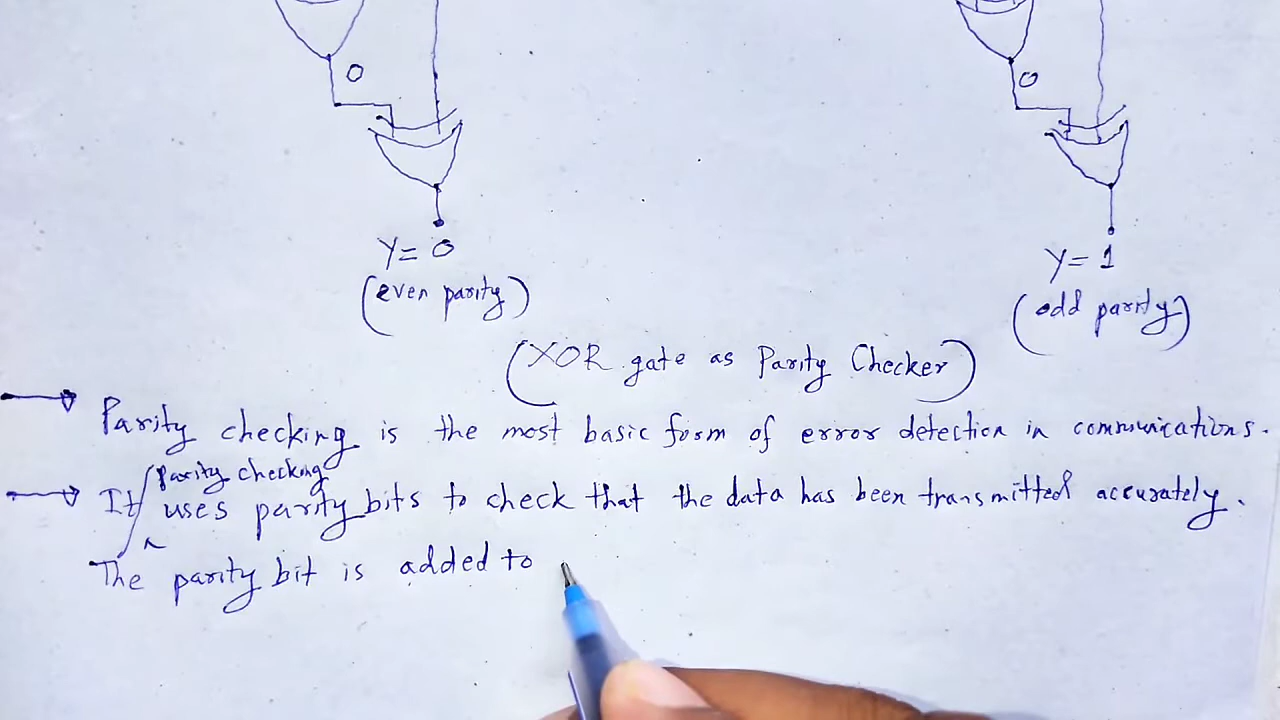 0
0
Y = 0
Y = 1
(even parity)
(odd parity)
(XOR gate as Parity Checker)
Parity checking is the most basic form of error detection in communications.
parity checking
It uses parity bits to check that the data has been transmitted accurately.
The parity bit is added to